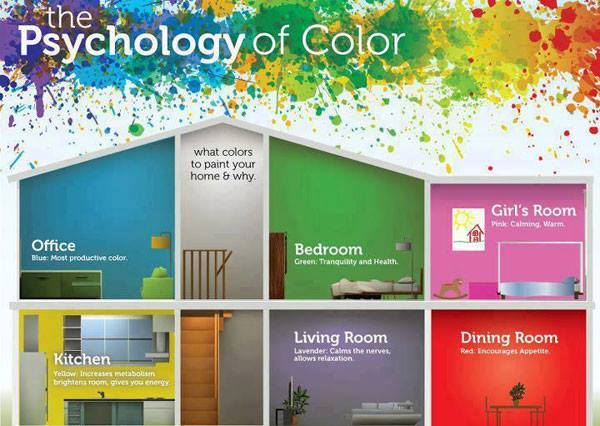 the
Psychology of Color
what colors
to paint your
home & why.
Office
Blue: Most productive color.
Bedroom
Green: Tranquility and Health.
Girl's Room
Pink: Calming, Warm.
Kitchen
Yellow: Increases metabolism
brightens room, gives you energy.
Living Room
Lavender: Calms the nerves,
allows relaxation.
Dining Room
Red: Encourages Appetite.